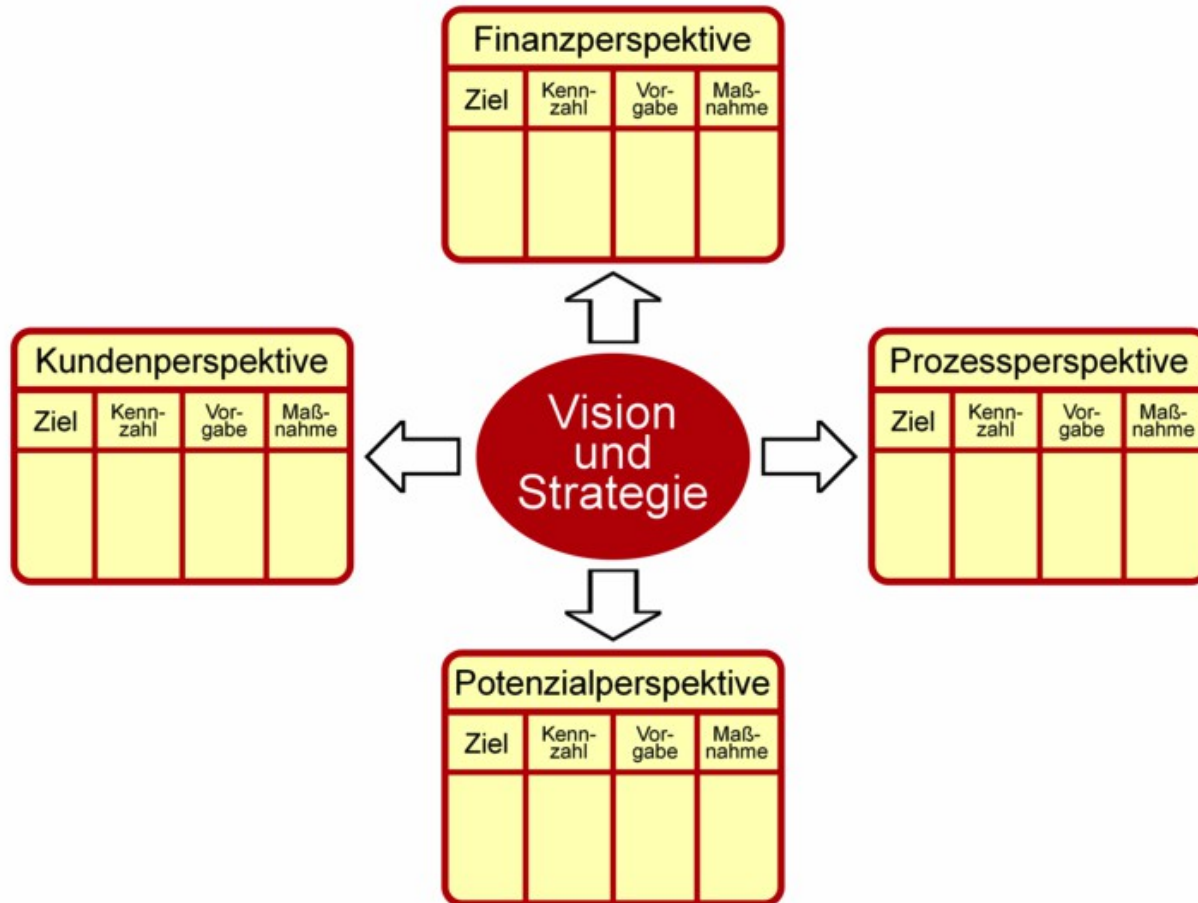 Finanzperspektive
Ziel
Kenn-
zahl
Vor-
gabe
Maß-
nahme
Kundenperspektive
Ziel
Kenn-
zahl
Vor-
gabe
Maß-
nahme
Vision
und
Strategie
Prozessperspektive
Ziel
Kenn-
zahl
Vor-
gabe
Maß-
nahme
Potenzialperspektive
Ziel
Kenn-
zahl
Vor-
gabe
Maß-
nahme